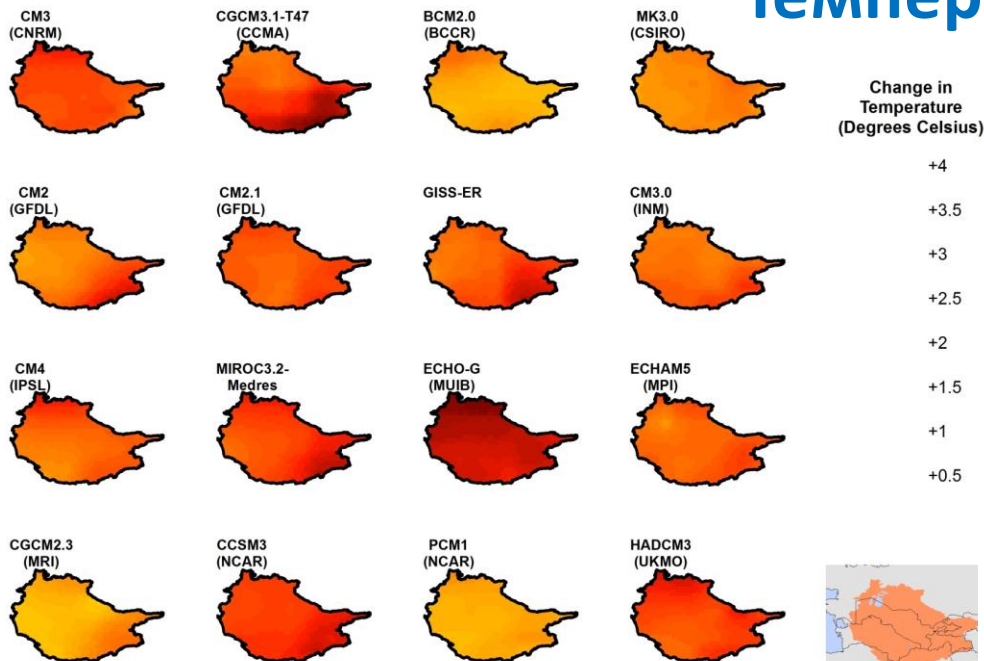 Темпер
CM3
(CNRM)
CGCM3.1-T47
(CCMA)
BCM2.0
(BCCR)
MK3.0
(CSIRO)
Change in
Temperature
(Degrees Celsius)
+4
+3.5
+3
+2.5
+2
+1.5
+1
+0.5
CM2
(GFDL)
CM2.1
(GFDL)
GISS-ER
CM3.0
(INM)
CM4
(IPSL)
MIROC3.2-
Medres
ECHO-G
(MUIB)
ECHAM5
(MPI)
CGCM2.3
(MRI)
CCSM3
(NCAR)
PCM1
(NCAR)
HADCM3
(UKMO)